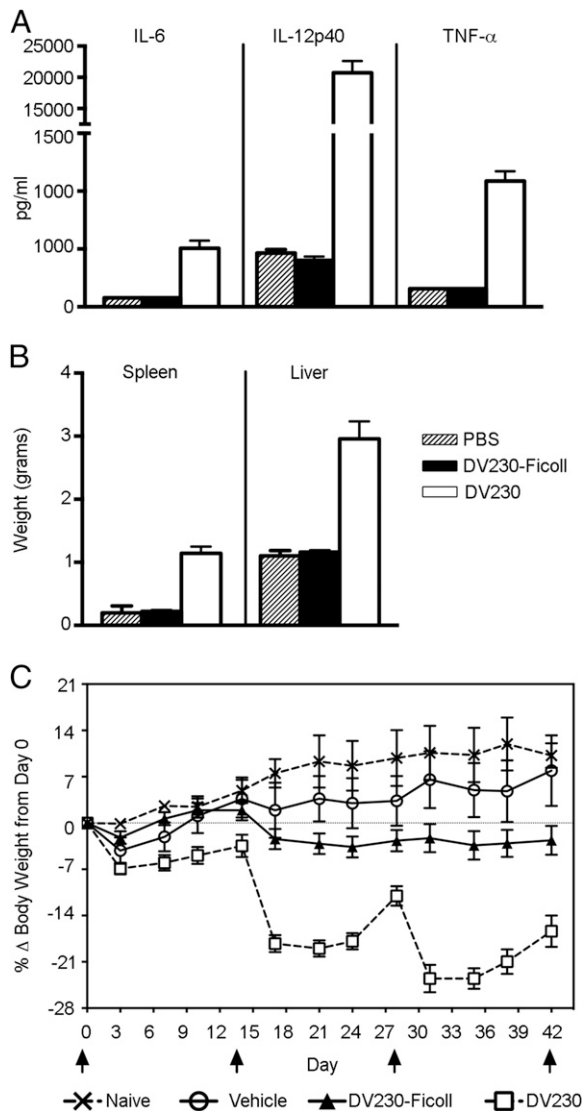 A
IL-6 IL-12p40 TNF-α
25000
20000
15000
1500
1000
1000
0
pg/ml
B
Spleen Liver
4
3
2
1
0
Weight (grams)
PBS
DV230-Ficoll
DV230
C
21
14
7
0
-7
-14
-21
-28
% Δ Body Weight from Day 0
0 3 6 9 12 15 18 21 24 27 30 33 36 39 42
Day
Naive Vehicle DV230-Ficoll DV230